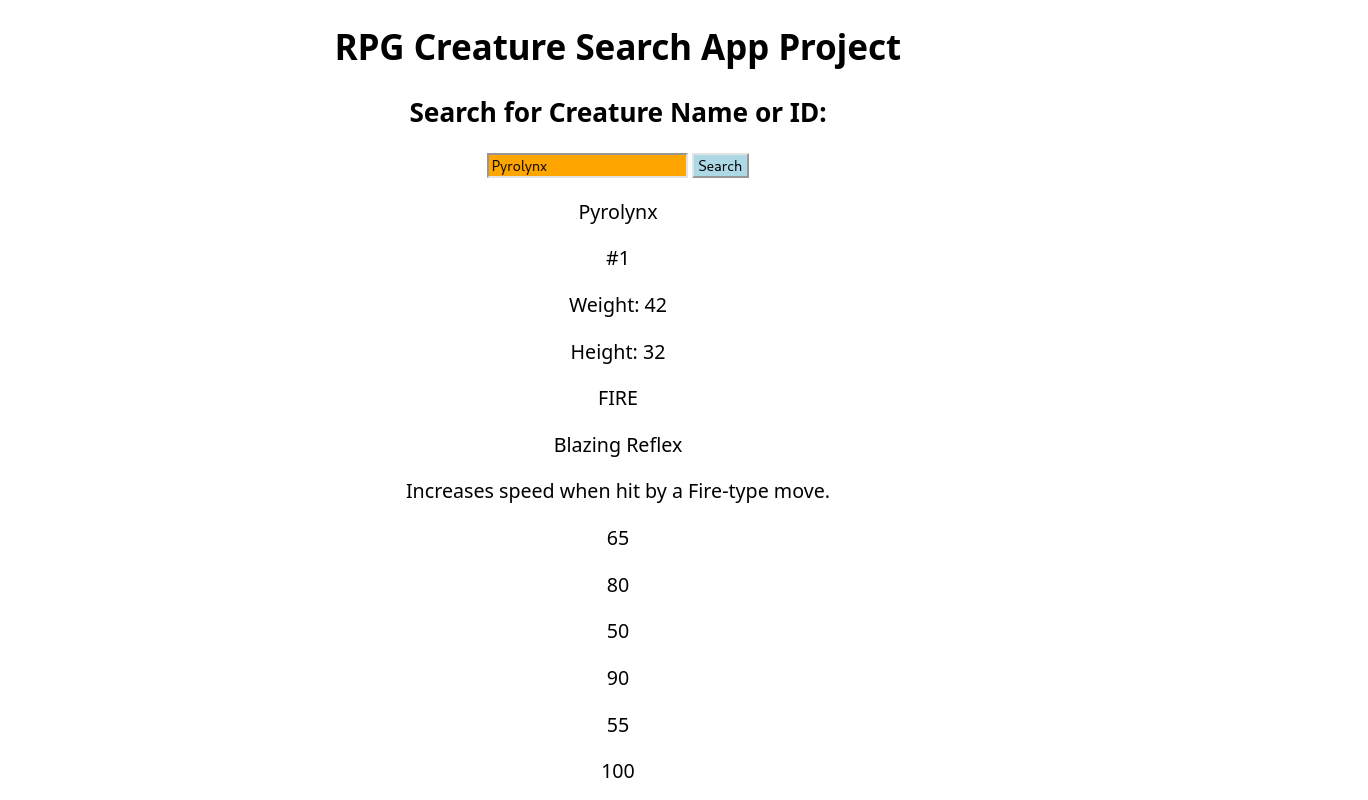 RPG Creature Search App Project
Search for Creature Name or ID:
Pyrolynx Search
Pyrolynx
#1
Weight: 42
Height: 32
FIRE
Blazing Reflex
Increases speed when hit by a Fire-type move.
65
80
50
90
55
100